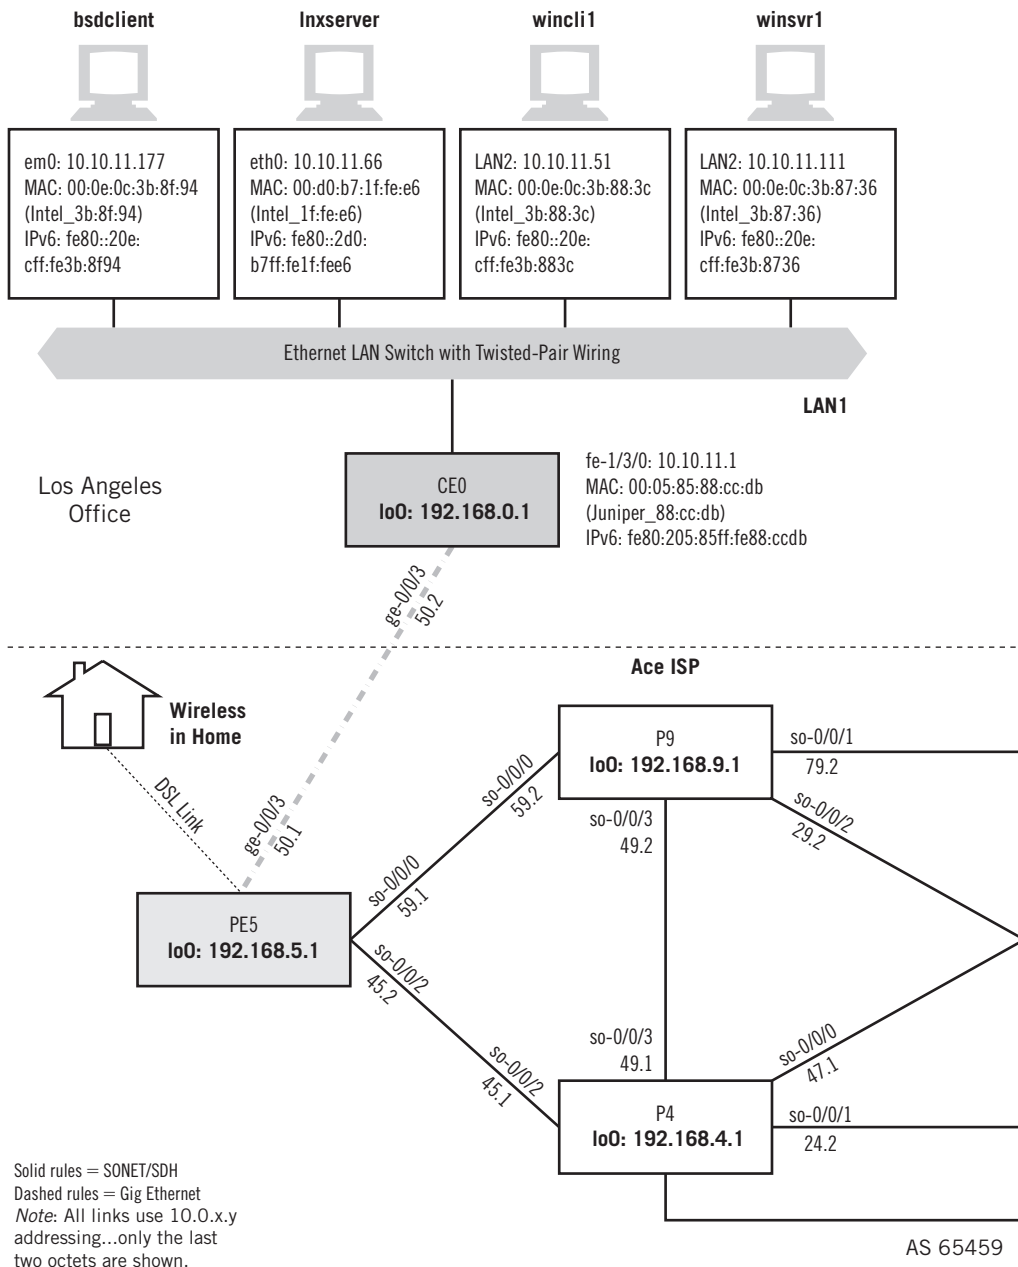 bsdclient
lnxserver
wincli1
winsvr1
em0: 10.10.11.177
MAC: 00:0e:0c:3b:8f:94
(Intel_3b:8f:94)
IPv6: fe80::20e:
cff:fe3b:8f94
eth0: 10.10.11.66
MAC: 00:d0:b7:1f:fe:e6
(Intel_1f:fe:e6)
IPv6: fe80::2d0:
b7ff:fe1f:fee6
LAN2: 10.10.11.51
MAC: 00:0e:0c:3b:88:3c
(Intel_3b:88:3c)
IPv6: fe80::20e:
cff:fe3b:883c
LAN2: 10.10.11.111
MAC: 00:0e:0c:3b:87:36
(Intel_3b:87:36)
IPv6: fe80::20e:
cff:fe3b:8736
Ethernet LAN Switch with Twisted-Pair Wiring
LAN1
Los Angeles
Office
CE0
lo0: 192.168.0.1
fe-1/3/0: 10.10.11.1
MAC: 00:05:85:88:cc:db
(Juniper_88:cc:db)
IPv6: fe80:205:85ff:fe88:ccdb
ge-0/0/3
50.2
Ace ISP
Wireless
in Home
DSL Link
ge-0/0/3
50.1
P9
lo0: 192.168.9.1
so-0/0/1
79.2
so-0/0/0
59.2
so-0/0/3
49.2
so-0/0/2
29.2
so-0/0/0
59.1
PE5
lo0: 192.168.5.1
so-0/0/2
45.2
so-0/0/2
45.1
so-0/0/3
49.1
so-0/0/0
47.1
P4
lo0: 192.168.4.1
so-0/0/1
24.2
Solid rules = SONET/SDH
Dashed rules = Gig Ethernet
Note: All links use 10.0.x.y
addressing...only the last
two octets are shown.
AS 65459